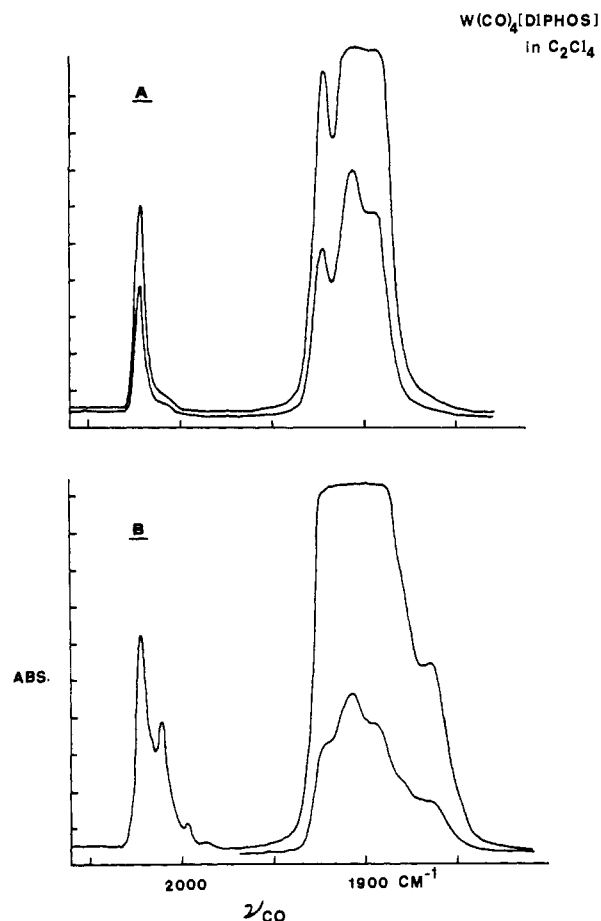 W(CO)₄[DIPHOS]
in C₂Cl₄
A
B
ABS.
2000
1900 CM⁻¹
𝜈CO